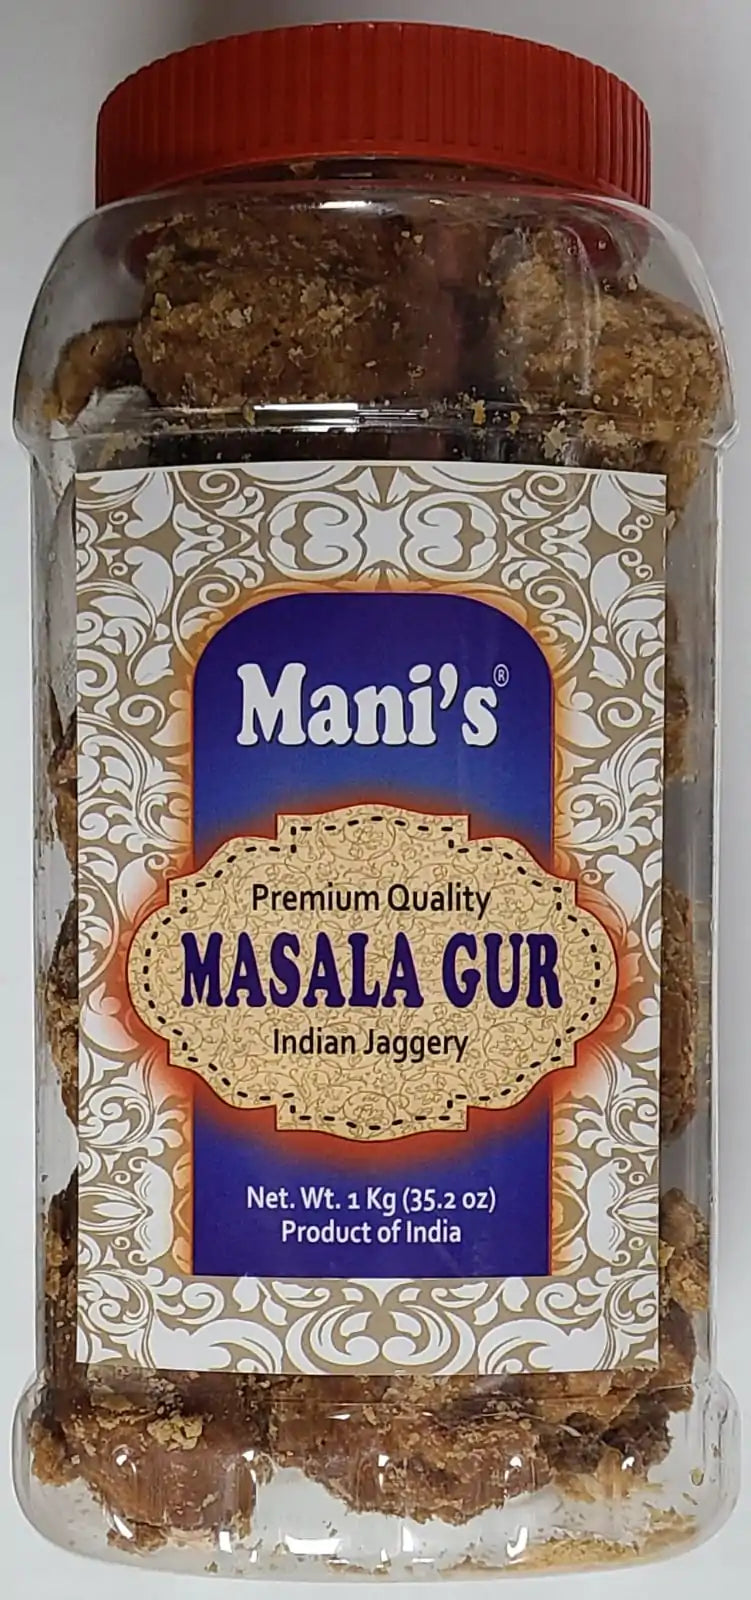 Mani's®
Premium Quality
MASALA GUR
Indian Jaggery
Net. Wt. 1 Kg (35.2 oz)
Product of India